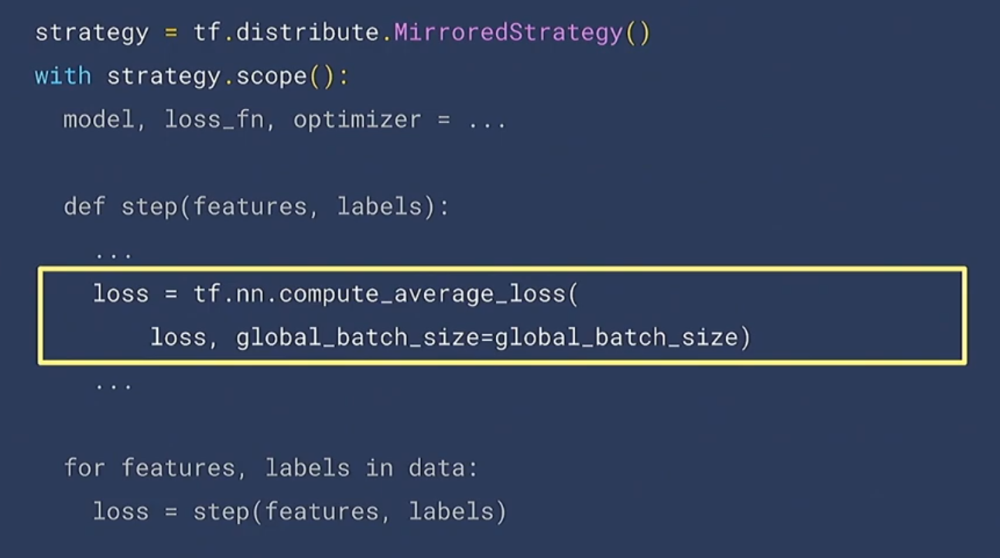 strategy = tf.distribute.MirroredStrategy()
with strategy.scope():
model, loss_fn, optimizer = ...
def step(features, labels):
...
loss = tf.nn.compute_average_loss(
loss, global_batch_size=global_batch_size)
...
for features, labels in data:
loss = step(features, labels)